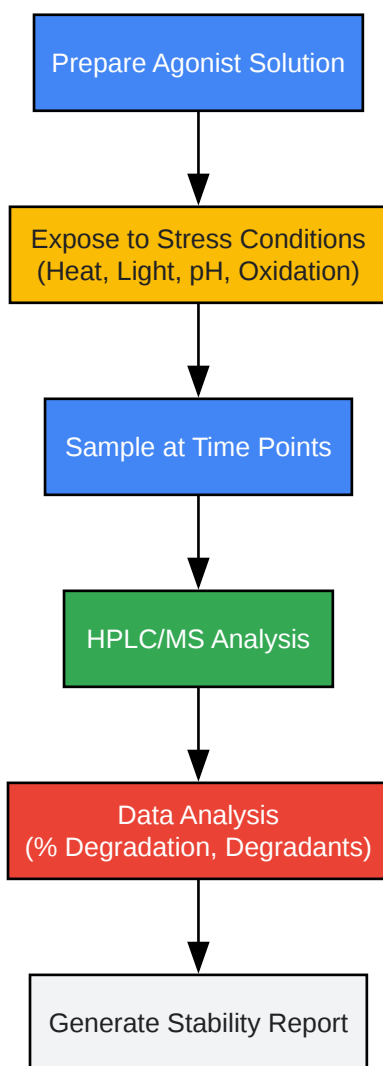 Prepare Agonist Solution
Expose to Stress Conditions
(Heat, Light, pH, Oxidation)
Sample at Time Points
HPLC/MS Analysis
Data Analysis
(% Degradation, Degradants)
Generate Stability Report